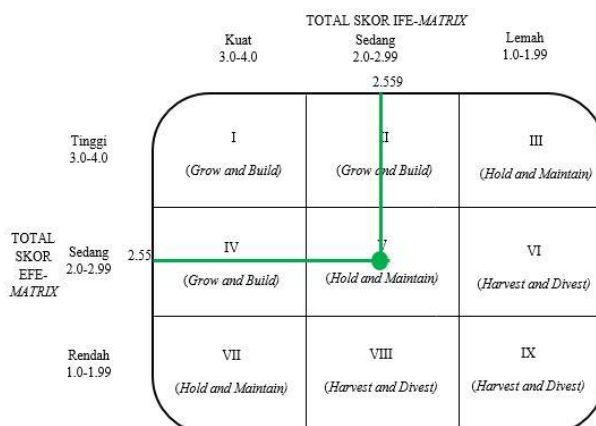 TOTAL SKOR IFE-MATRIX
Kuat
3.0-4.0
Sedang
2.0-2.99
Lemah
1.0-1.99
2.559
Tinggi
3.0-4.0
I
(Grow and Build)
II
(Grow and Build)
III
(Hold and Maintain)
TOTAL
SKOR
EFE-
MATRIX
Sedang
2.0-2.99
2.55
IV
(Grow and Build)
V
(Hold and Maintain)
VI
(Harvest and Divest)
Rendah
1.0-1.99
VII
(Hold and Maintain)
VIII
(Harvest and Divest)
IX
(Harvest and Divest)